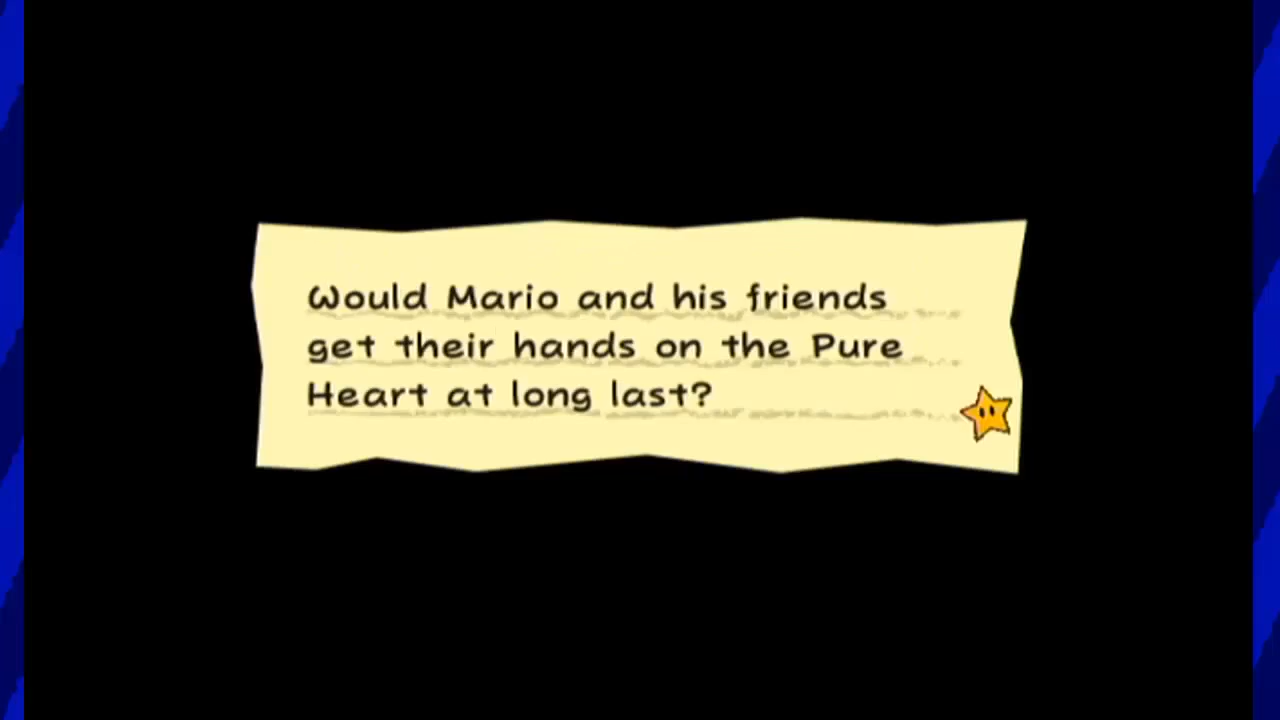 Would Mario and his friends
get their hands on the Pure
Heart at long last?